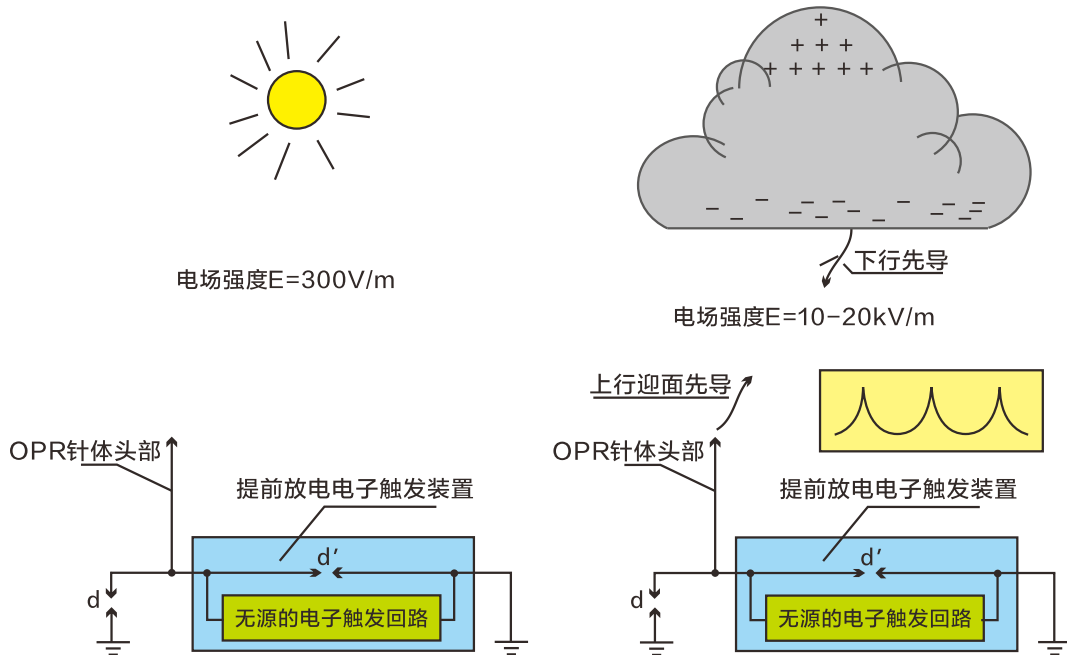 电场强度E=300V/m
下行先导
电场强度E=10-20kV/m
上行迎面先导
OPR针体头部
提前放电电子触发装置
d′
d
无源的电子触发回路
OPR针体头部
提前放电电子触发装置
d′
d
无源的电子触发回路